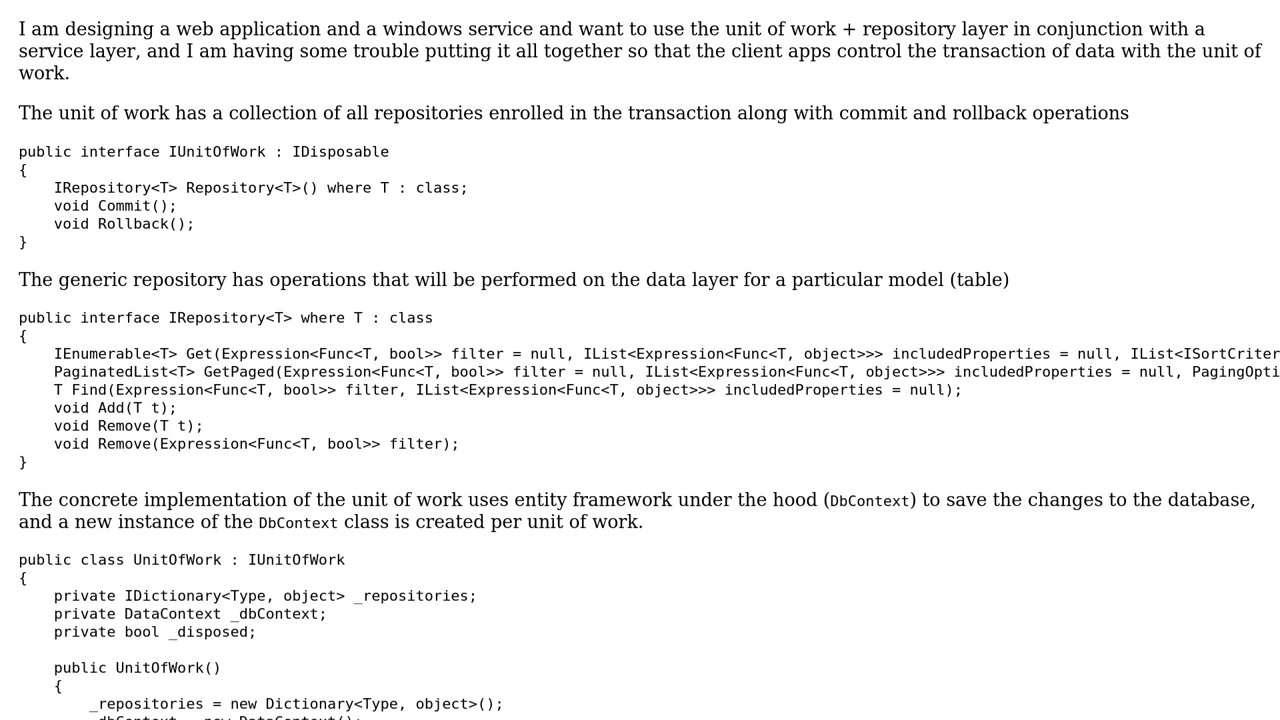 I am designing a web application and a windows service and want to use the unit of work + repository layer in conjunction with a
service layer, and I am having some trouble putting it all together so that the client apps control the transaction of data with the unit of
work.
The unit of work has a collection of all repositories enrolled in the transaction along with commit and rollback operations
public interface IUnitOfWork : IDisposable
{
    IRepository<T> Repository<T>() where T : class;
    void Commit();
    void Rollback();
}
The generic repository has operations that will be performed on the data layer for a particular model (table)
public interface IRepository<T> where T : class
{
    IEnumerable<T> Get(Expression<Func<T, bool>> filter = null, IList<Expression<Func<T, object>>> includedProperties = null, IList<ISortCriter
    PaginatedList<T> GetPaged(Expression<Func<T, bool>> filter = null, IList<Expression<Func<T, object>>> includedProperties = null, PagingOpti
    T Find(Expression<Func<T, bool>> filter, IList<Expression<Func<T, object>>> includedProperties = null);
    void Add(T t);
    void Remove(T t);
    void Remove(Expression<Func<T, bool>> filter);
}
The concrete implementation of the unit of work uses entity framework under the hood (DbContext) to save the changes to the database,
and a new instance of the DbContext class is created per unit of work.
public class UnitOfWork : IUnitOfWork
{
    private IDictionary<Type, object> _repositories;
    private DataContext _dbContext;
    private bool _disposed;
    public UnitOfWork()
    {
        _repositories = new Dictionary<Type, object>();
        _dbContext = new DataContext();